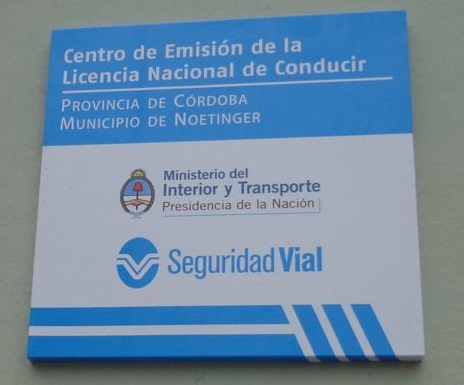 Centro de Emisión de la
Licencia Nacional de Conducir
PROVINCIA DE CÓRDOBA
MUNICIPIO DE NOETINGER
Ministerio del
Interior y Transporte
Presidencia de la Nación
Seguridad Vial